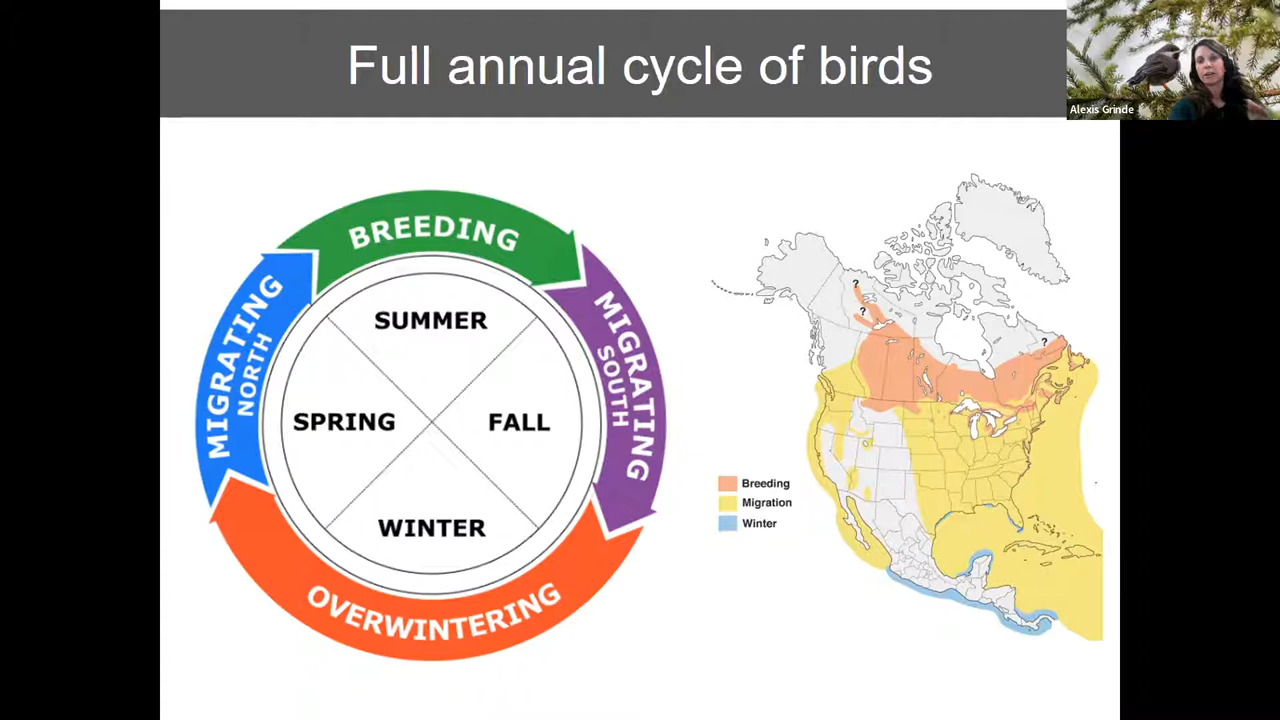 Full annual cycle of birds
Alexis Grinde
BREEDING
MIGRATING
NORTH
MIGRATING
SOUTH
SUMMER
SPRING
FALL
WINTER
OVERWINTERING
?
?
?
Breeding
Migration
Winter